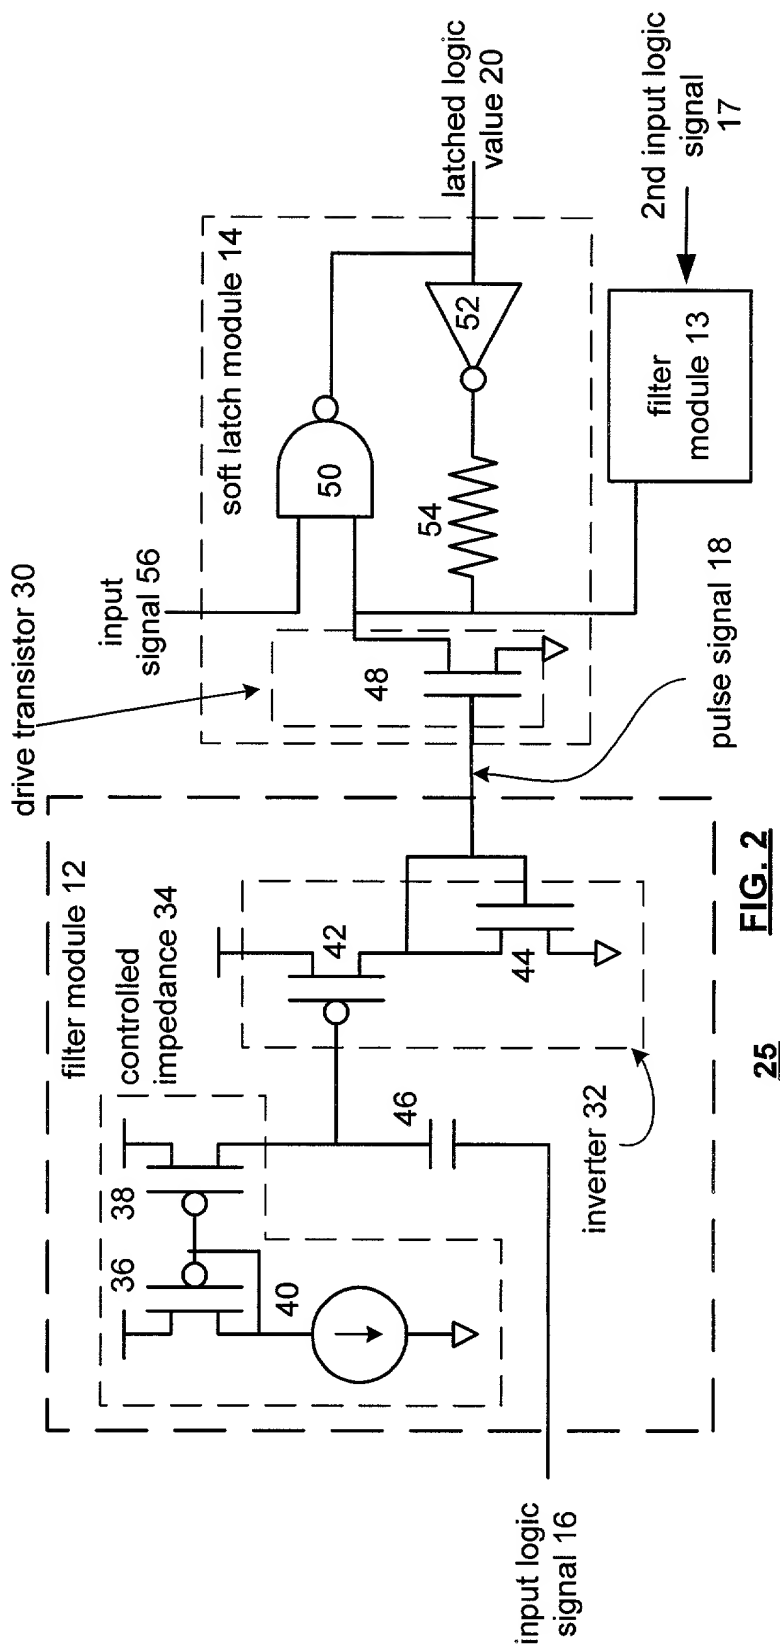 drive transistor 30
filter module 12
controlled
impedance 34
36
38
40
42
44
46
inverter 32
input logic
signal 16
input
signal 56
soft latch module 14
48
50
52
54
latched logic
value 20
pulse signal 18
filter
module 13
2nd input logic
signal
17
25
FIG. 2